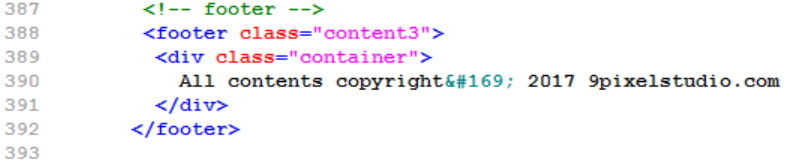 387 <!-- footer -->
388 <footer class="content3">
389 <div class="container">
390 All contents copyright&#169; 2017 9pixelstudio.com
391 </div>
392 </footer>
393